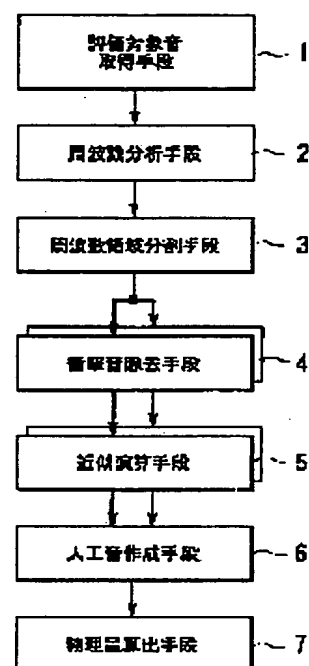 評価対象音
取得手段
1
周波数分析手段
2
周波数領域分割手段
3
衝撃音除去手段
4
近似演算手段
5
人工音作成手段
6
物理量算出手段
7